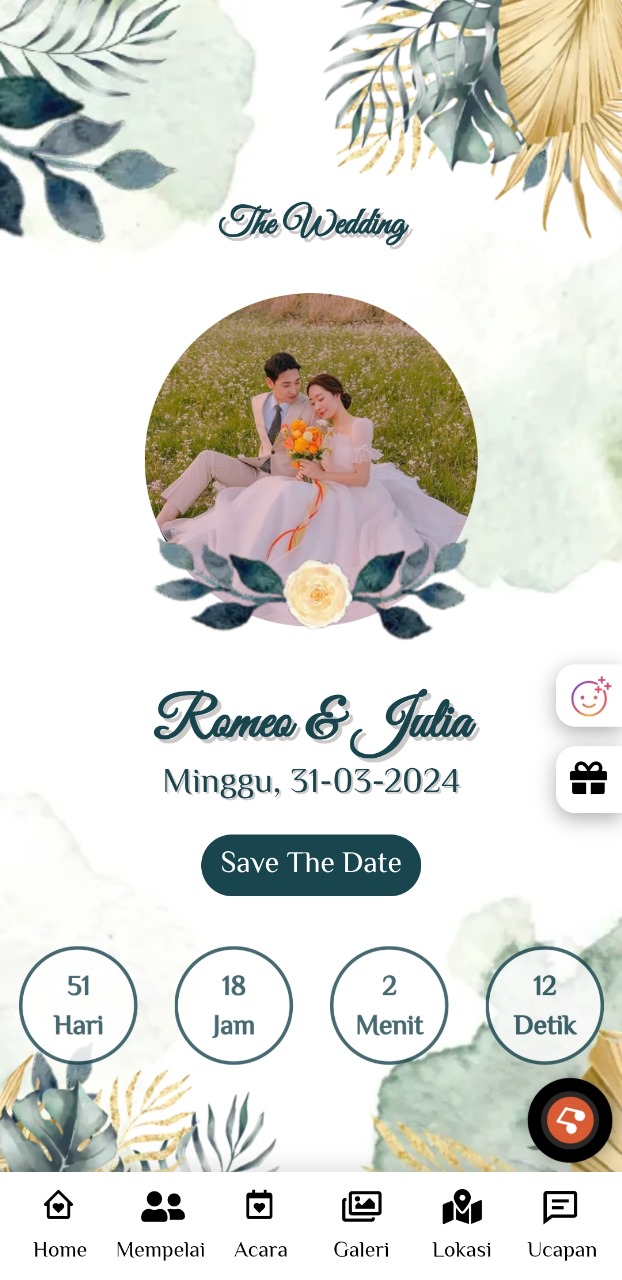 The Wedding
Romeo & Julia
Minggu, 31-03-2024
Save The Date
51
Hari
18
Jam
2
Menit
12
Detik
Home
Mempelai
Acara
Galeri
Lokasi
Ucapan